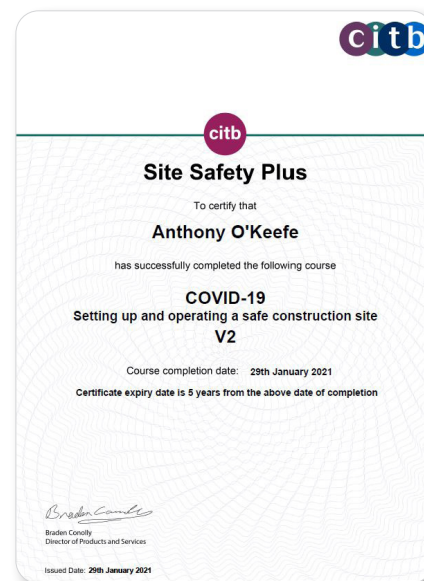 citb
citb
Site Safety Plus
To certify that
Anthony O'Keefe
has successfully completed the following course
COVID-19
Setting up and operating a safe construction site
V2
Course completion date: 29th January 2021
Certificate expiry date is 5 years from the above date of completion
Braden Conolly
Braden Conolly
Director of Products and Services
Issued Date: 29th January 2021